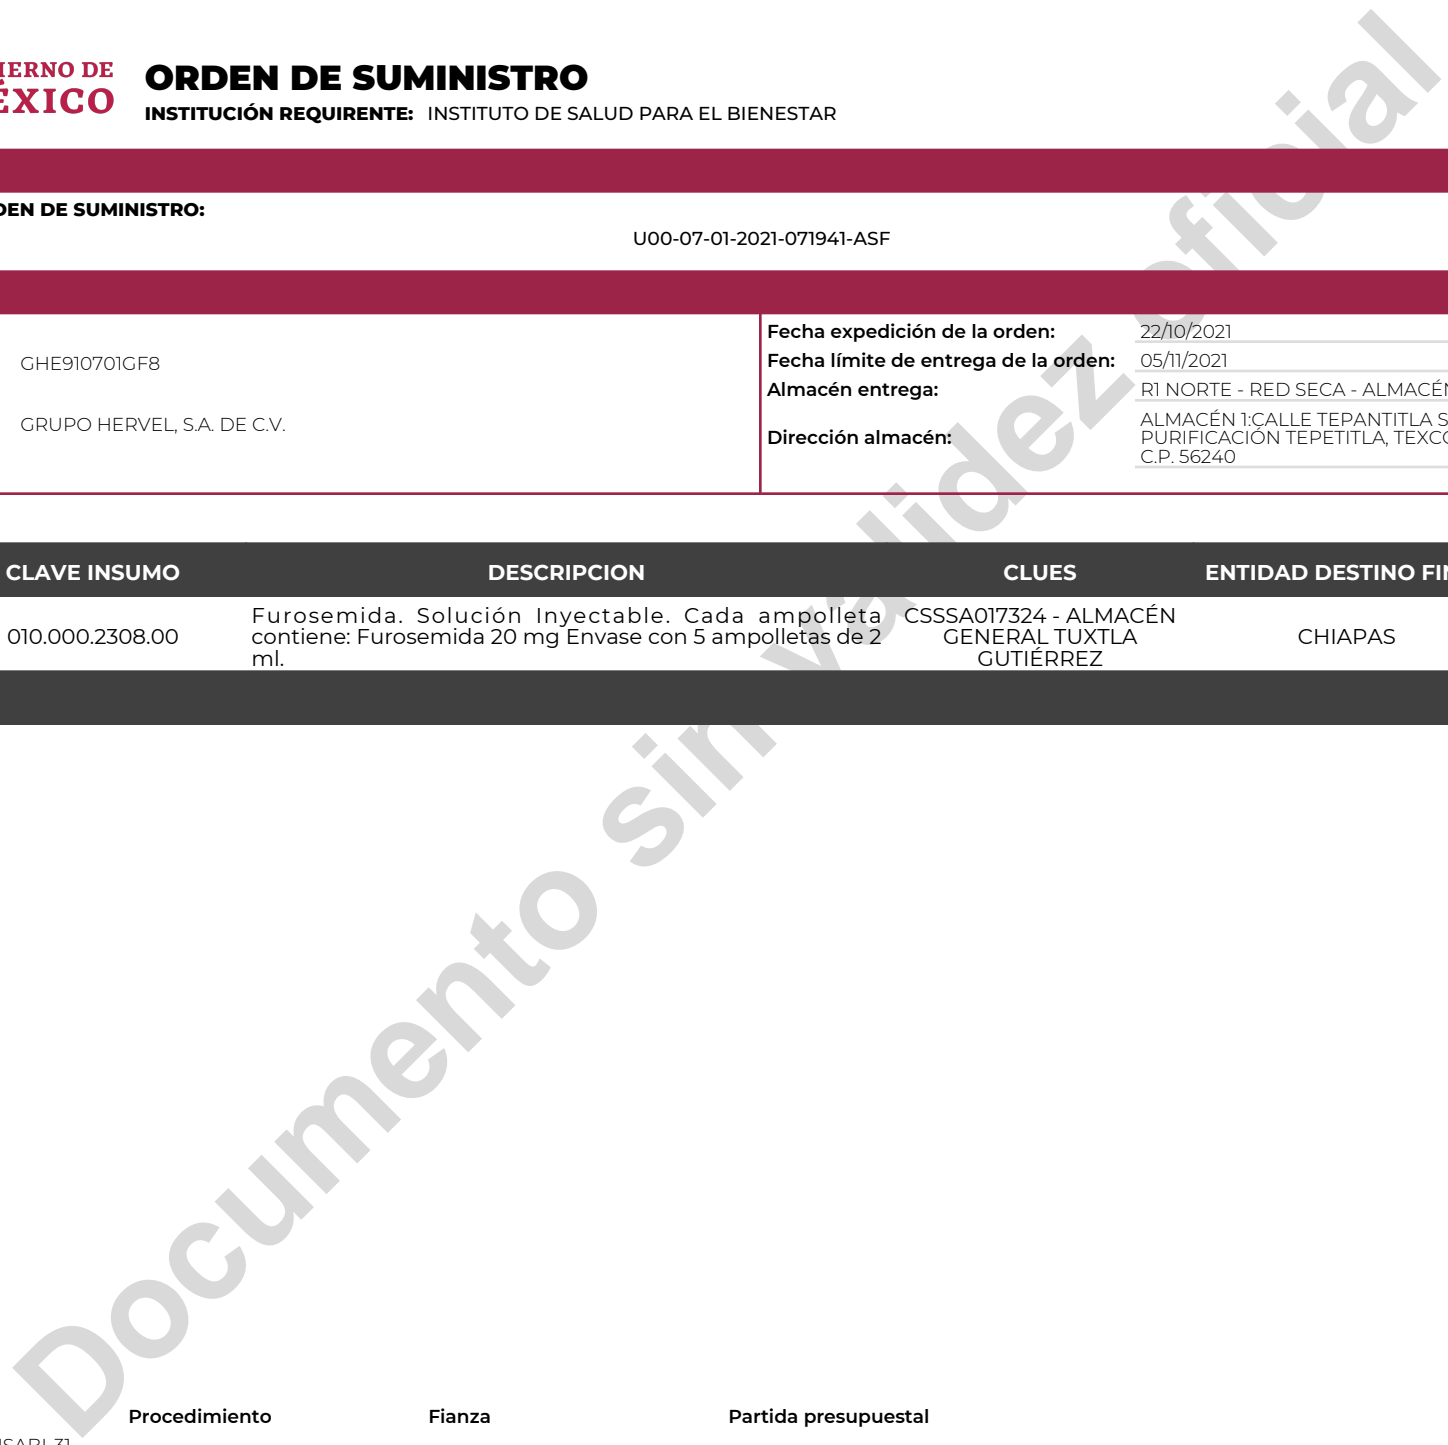 ORDEN DE SUMINISTRO
INSTITUCIÓN REQUIRENTE: INSTITUTO DE SALUD PARA EL BIENESTAR
DE
ÉXICO
DE SUMINISTRO:
U00-07-01-2021-071941-ASF
GHE910701GF8
GRUPO HERVEL, S.A. DE C.V.
Fecha expedición de la orden: 22/10/2021
Fecha límite de entrega de la orden: 05/11/2021
Almacén entrega: R1 NORTE - RED SECA - ALMACÉN
Dirección almacén: ALMACÉN 1:CALLE TEPANTITLA
PURIFICACIÓN TEPETITLA,
C.P. 56240
CLAVE INSUMO DESCRIPCION CLUES ENTIDAD DESTINO
010.000.2308.00
Furosemida. Solución Inyectable. Cada ampolleta
contiene: Furosemida 20 mg Envase con 5 ampolletas de 2
ml.
CSSSA017324 - ALMACÉN
GENERAL TUXTLA
GUTIÉRREZ
CHIAPAS
Documento sin validez oficial
Procedimiento Fianza Partida presupuestal